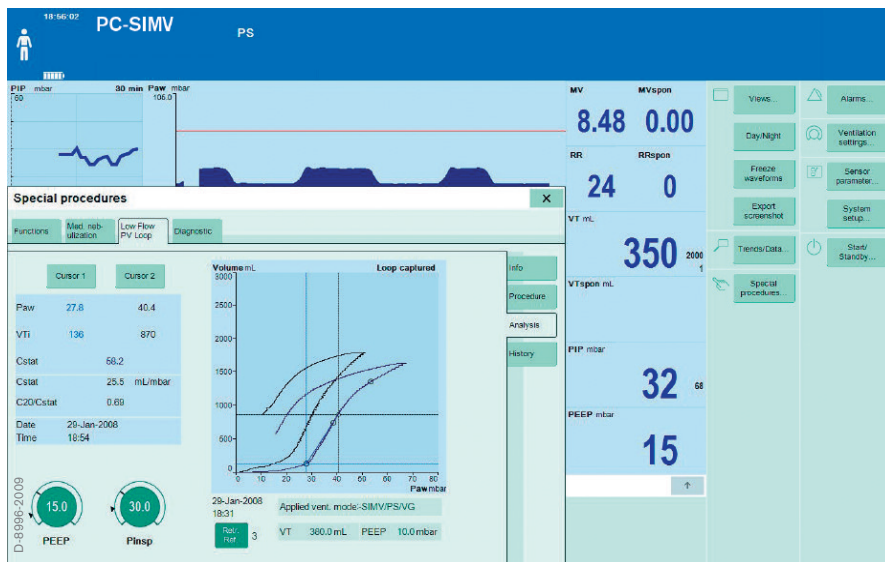 18:56:02
PC-SIMV
PS
PIP mbar 30 min
60
Paw mbar
106.0
MV MVspon
8.48 0.00
RR RRspon
24 0
VT mL
350 2000
1
VTspon mL
PIP mbar
32 68
PEEP mbar
15
Views...
Day/Night
Freeze
waveforms
Export
screenshot
Trends/Data...
Special
procedures...
Alarms...
Ventilation
settings...
Sensor
parameter...
System
setup...
Start/
Standby...
Special procedures
X
Functions
Med. neb-
ulization
Low Flow
PV Loop
Diagnostic
Cursor 1 Cursor 2
Paw 27.8 40.4
VTi 136 870
Cstat 58.2
Cstat 25.5 mL/mbar
C20/Cstat 0.69
Date 29-Jan-2008
Time 18:54
15.0
PEEP
30.0
PInsp
D-8996-2009
Volume mL Loop captured
3000
2500
2000
1500
1000
500
0
0 10 20 30 40 50 60 70 80
Paw mbar
29-Jan-2008
18:31
Applied vent. mode:-SIMV/PS/VG
Ref.
3
VT 380.0 mL PEEP 10.0 mbar
Info
Procedure
Analysis
History